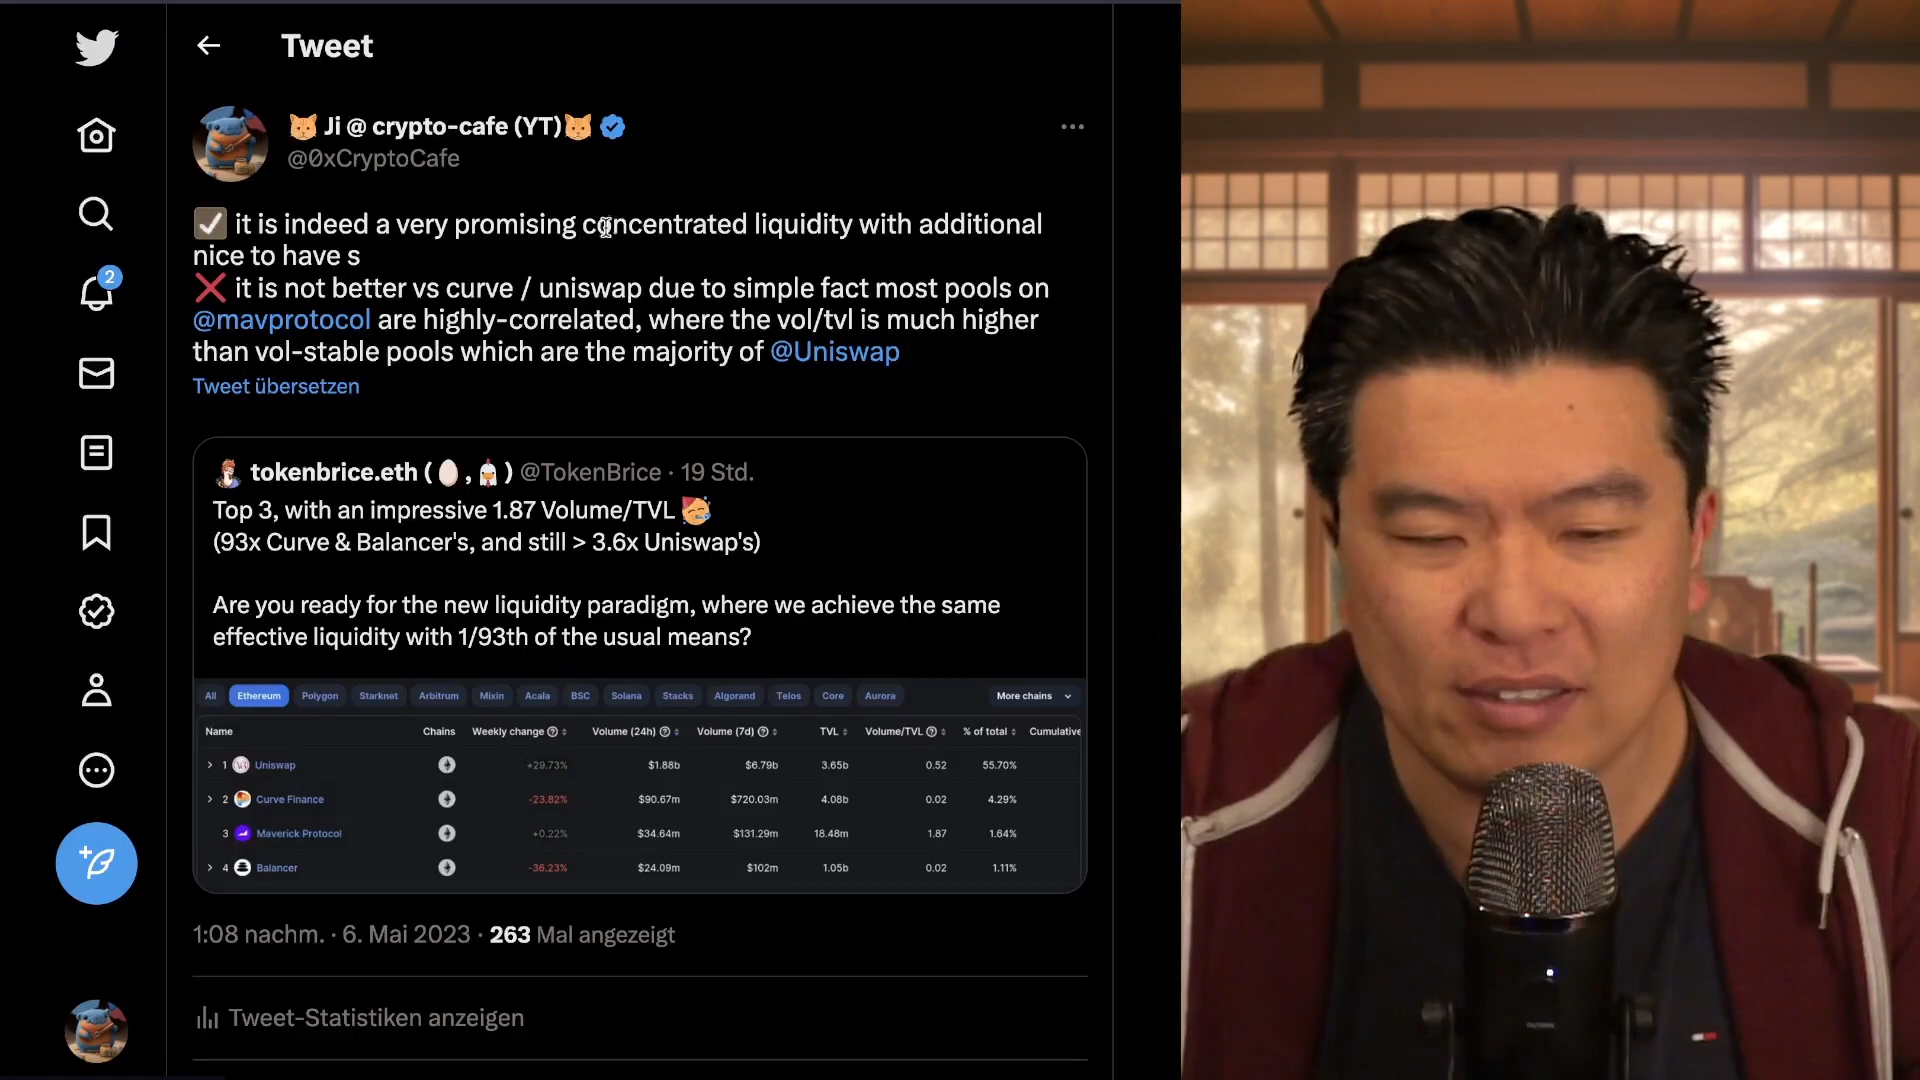 Tweet
Ji @ crypto-cafe (YT)
@0xCryptoCafe
it is indeed a very promising concentrated liquidity with additional
nice to have s
it is not better vs curve / uniswap due to simple fact most pools on
@mavprotocol are highly-correlated, where the vol/tvl is much higher
than vol-stable pools which are the majority of @Uniswap
Tweet übersetzen
2
tokenbrice.eth ( , ) @TokenBrice · 19 Std.
Top 3, with an impressive 1.87 Volume/TVL
(93x Curve & Balancer's, and still > 3.6x Uniswap's)
Are you ready for the new liquidity paradigm, where we achieve the same
effective liquidity with 1/93th of the usual means?
All Ethereum Polygon Starknet Arbitrum Mixin Acala BSC Solana Stacks Algorand Telos Core Aurora More chains
Name Chains Weekly change Volume (24h) Volume (7d) TVL Volume/TVL % of total Cumulative
1 Uniswap +29.73% $1.88b $6.79b 3.65b 0.52 55.70%
2 Curve Finance -23.82% $90.67m $720.03m 4.08b 0.02 4.29%
3 Maverick Protocol +0.22% $34.64m $131.29m 18.48m 1.87 1.64%
4 Balancer -36.23% $24.09m $102m 1.05b 0.02 1.11%
1:08 nachm. · 6. Mai 2023 · 263 Mal angezeigt
Tweet-Statistiken anzeigen